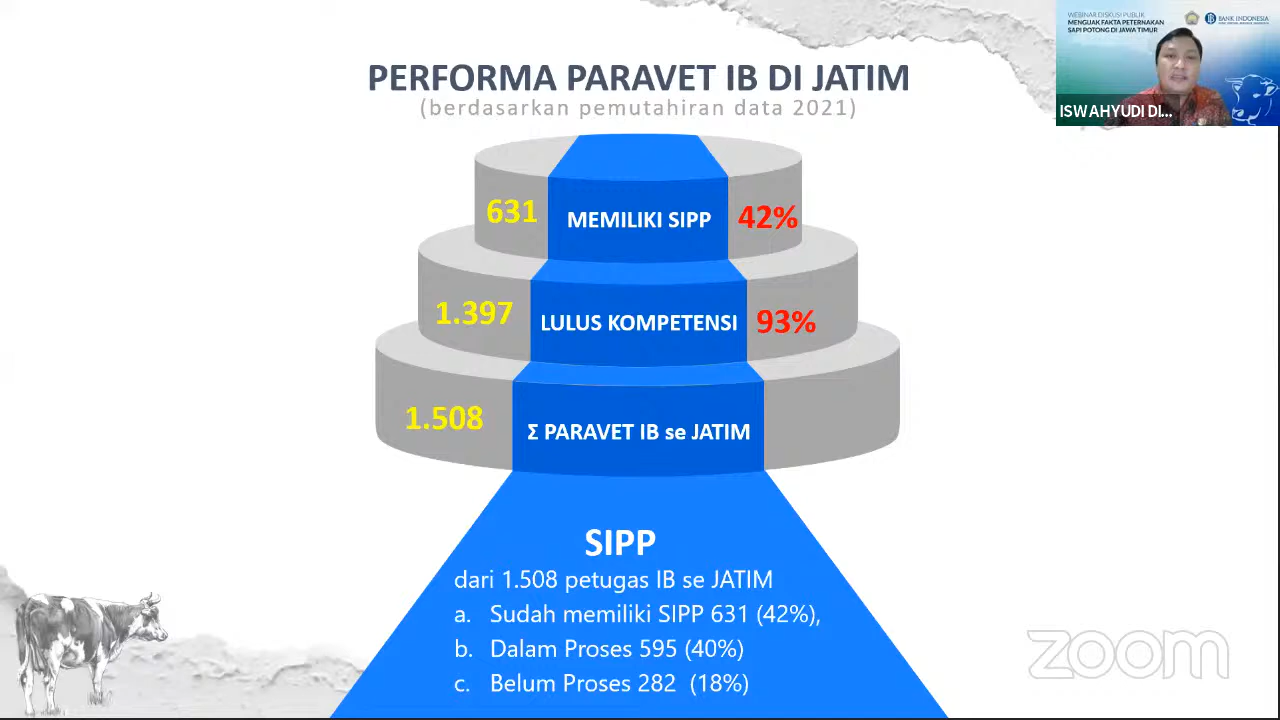 PERFORMA PARAVET IB DI JATIM
(berdasarkan pemutahiran data 2021)
631
MEMILIKI SIPP
42%
1.397
LULUS KOMPETENSI
93%
1.508
Σ PARAVET IB se JATIM
SIPP
dari 1.508 petugas IB se JATIM
a. Sudah memiliki SIPP 631 (42%),
b. Dalam Proses 595 (40%)
c. Belum Proses 282 (18%)
WEBINAR DISKUSI PUBLIK
MENGUAK FAKTA PETERNAKAN
SAPI POTONG DI JAWA TIMUR
BANK INDONESIA
ISWAHYUDI DI...
zoom